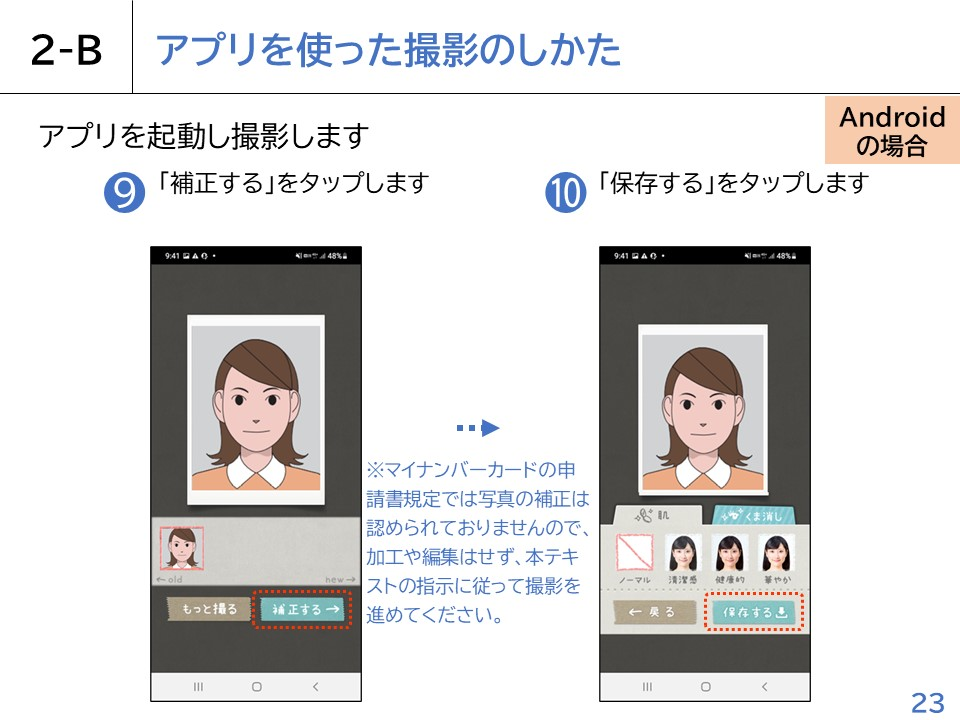 2-B
アプリを使った撮影のしかた
Android
の場合
アプリを起動し撮影します
9
「補正する」をタップします
10
「保存する」をタップします
9:41
48%
← old
new →
もっと撮る
補正する →
※マイナンバーカードの申
請書規定では写真の補正は
認められておりませんので、
加工や編集はせず、本テキ
ストの指示に従って撮影を
進めてください。
9:41
48%
肌
くま消し
ノーマル
清潔感
健康的
華やか
← 戻る
保存する
23